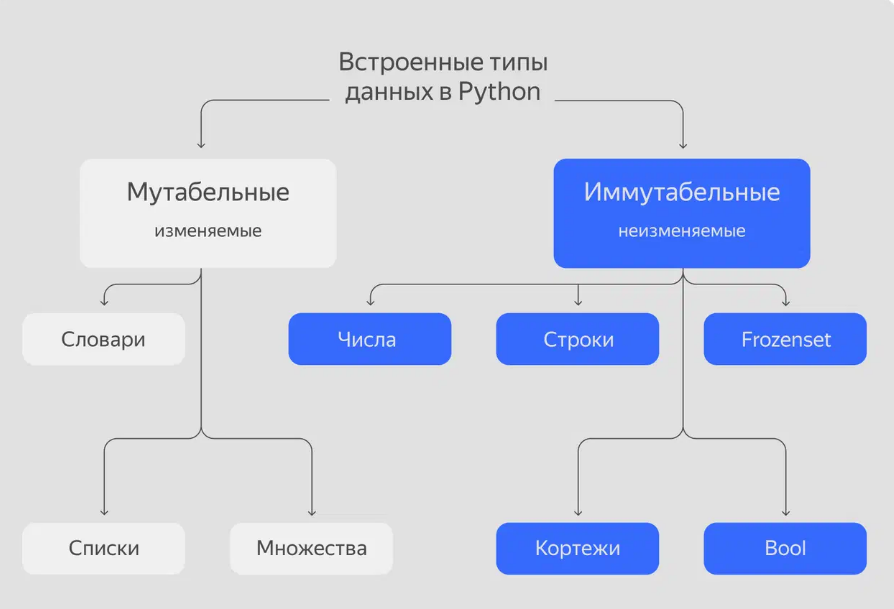 Встроенные типы
данных в Python
Мутабельные
изменяемые
Иммутабельные
неизменяемые
Словари
Числа
Строки
Frozenset
Списки
Множества
Кортежи
Bool